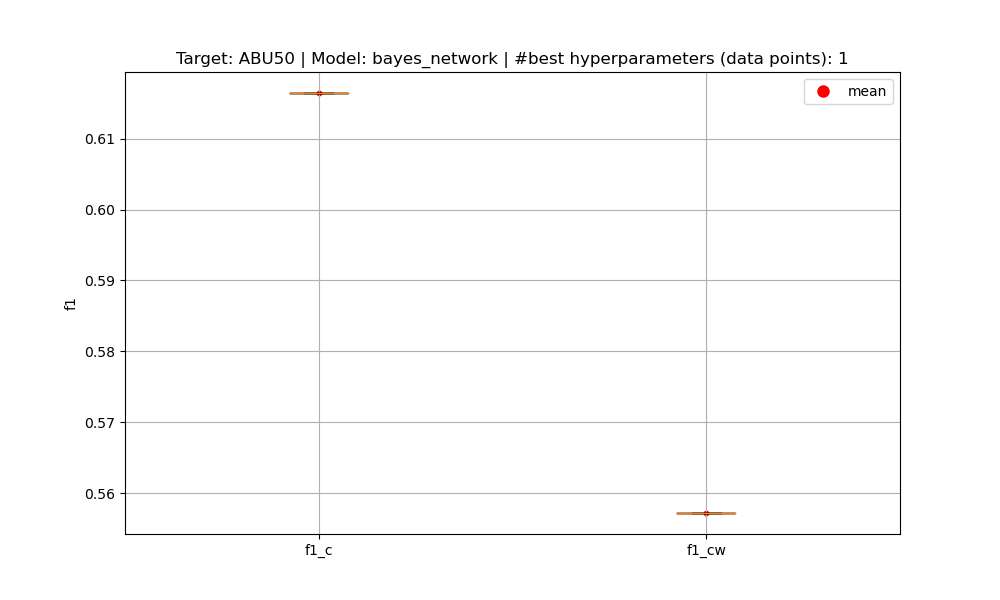 Target: ABU50 | Model: bayes_network | #best hyperparameters (data points): 1
mean
0.61
0.60
0.59
0.58
0.57
0.56
f1
f1_c
f1_cw